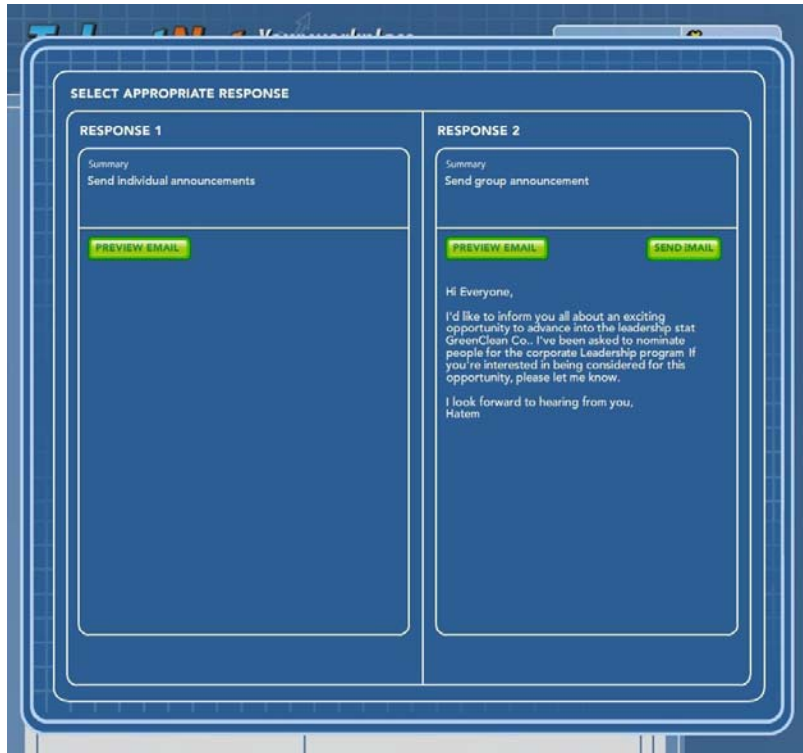 Your workplace
SELECT APPROPRIATE RESPONSE
RESPONSE 1
Summary
Send individual announcements
PREVIEW EMAIL
RESPONSE 2
Summary
Send group announcement
PREVIEW EMAIL
SEND EMAIL
Hi Everyone,
I'd like to inform you all about an exciting
opportunity to advance into the leadership stat
GreenClean Co.. I've been asked to nominate
people for the corporate Leadership program If
you're interested in being considered for this
opportunity, please let me know.
I look forward to hearing from you,
Hatem